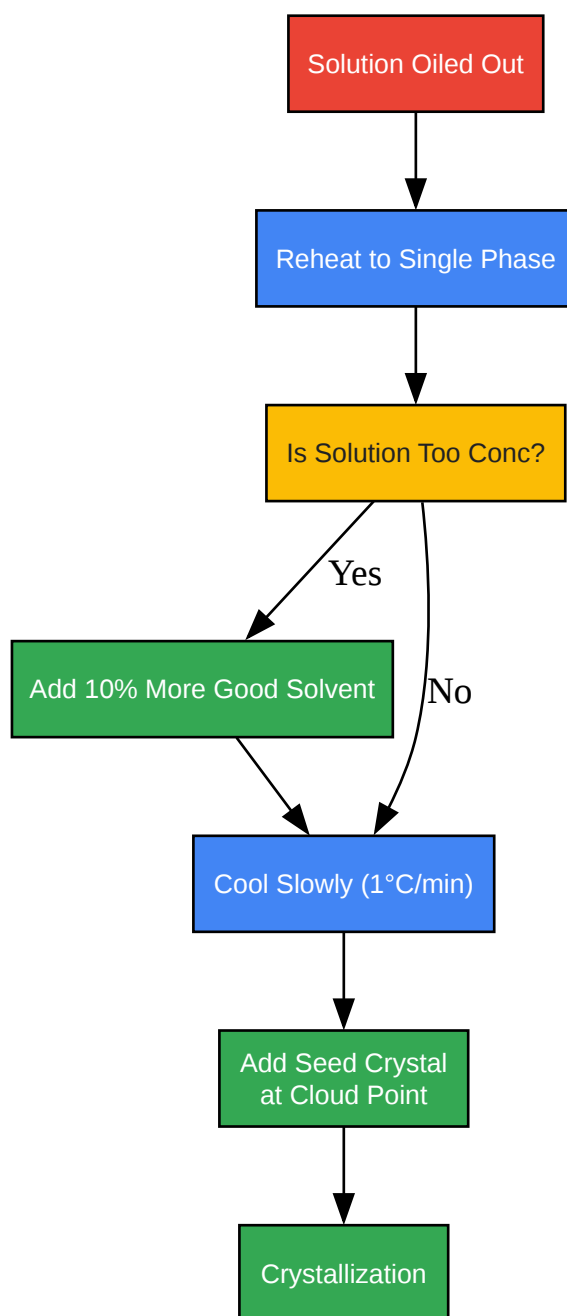 Solution Oiled Out
Reheat to Single Phase
Is Solution Too Conc?
Yes
Add 10% More Good Solvent
No
Cool Slowly (1°C/min)
Add Seed Crystal
at Cloud Point
Crystallization